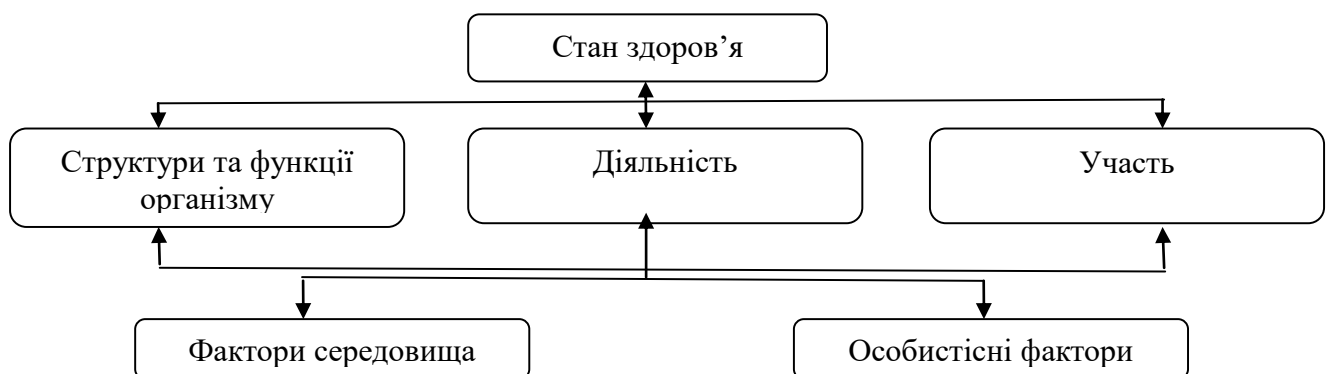 Стан здоров’я
Структури та функції
організму
Діяльність
Участь
Фактори середовища
Особистісні фактори